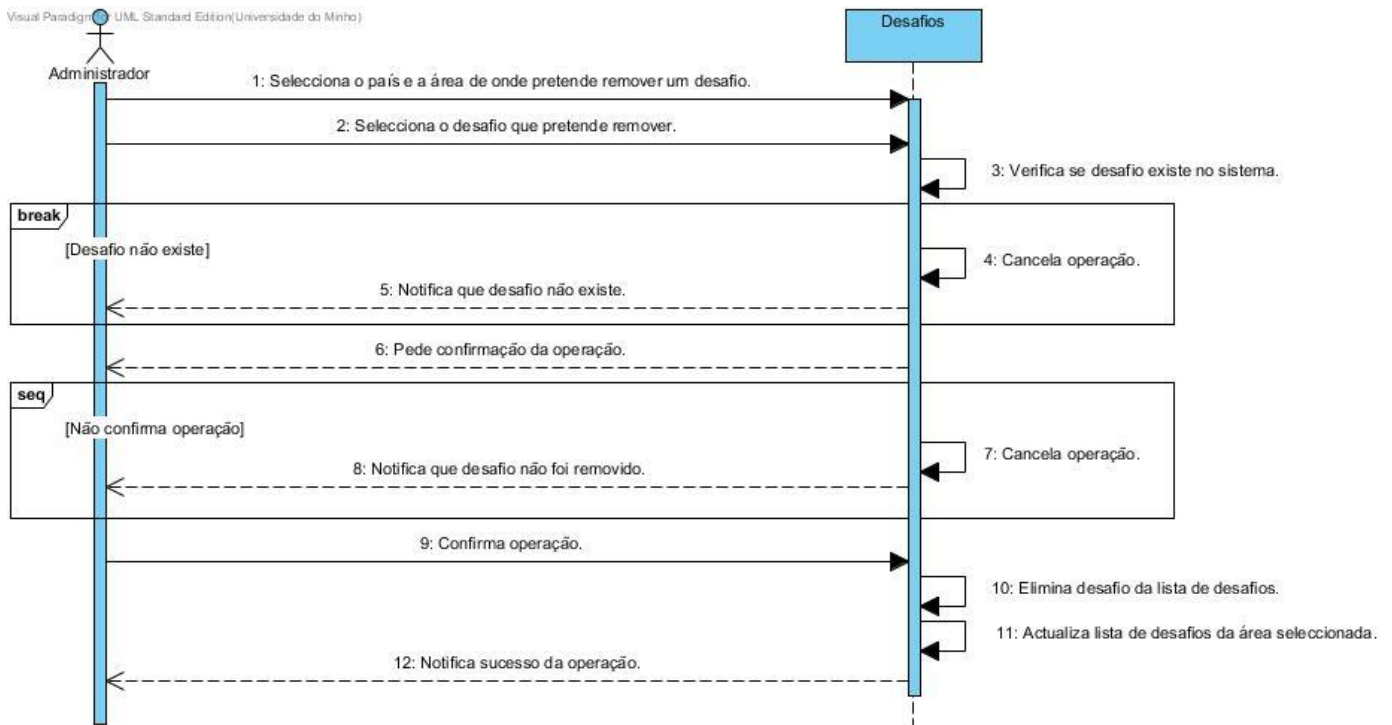 Visual Paradigm for UML Standard Edition(Universidade do Minho)
Desafios
Administrador
1: Selecciona o país e a área de onde pretende remover um desafio.
2: Selecciona o desafio que pretende remover.
3: Verifica se desafio existe no sistema.
break
[Desafio não existe]
4: Cancela operação.
5: Notifica que desafio não existe.
6: Pede confirmação da operação.
seq
[Não confirma operação]
7: Cancela operação.
8: Notifica que desafio não foi removido.
9: Confirma operação.
10: Elimina desafio da lista de desafios.
11: Actualiza lista de desafios da área seleccionada.
12: Notifica sucesso da operação.